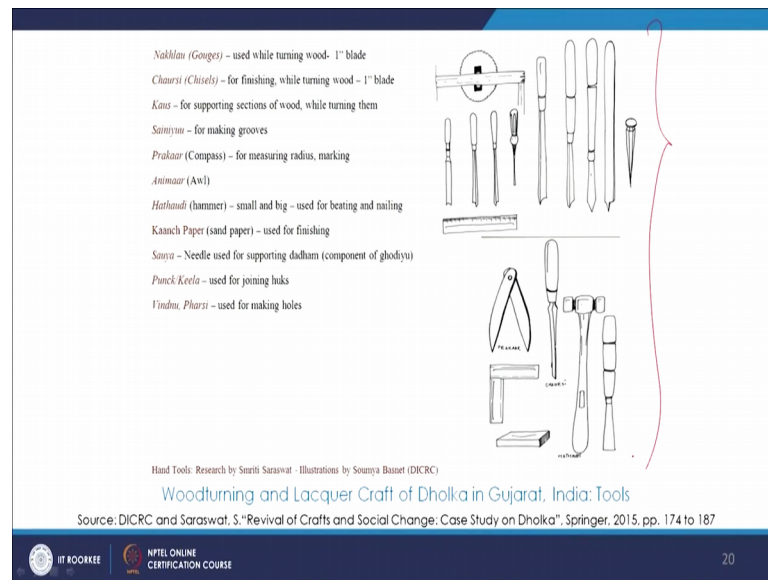 Nakhlau (Gouges) – used while turning wood- 1" blade
Chaursi (Chisels) – for finishing, while turning wood – 1" blade
Kaus – for supporting sections of wood, while turning them
Sainiyuu – for making grooves
Prakaar (Compass) – for measuring radius, marking
Animaar (Awl)
Hathaudi (hammer) – small and big – used for beating and nailing
Kaanch Paper (sand paper) – used for finishing
Sauya – Needle used for supporting dadham (component of ghodiyu)
Punck/Keela – used for joining huks
Vindnu, Pharsi – used for making holes
PRAKAAR
CHAURSI
Hand Tools: Research by Smriti Saraswat - Illustrations by Soumya Basnet (DICRC)
Woodturning and Lacquer Craft of Dholka in Gujarat, India: Tools
Source: DICRC and Saraswat, S."Revival of Crafts and Social Change: Case Study on Dholka", Springer, 2015, pp. 174 to 187
IIT ROORKEE
NPTEL ONLINE
CERTIFICATION COURSE
20